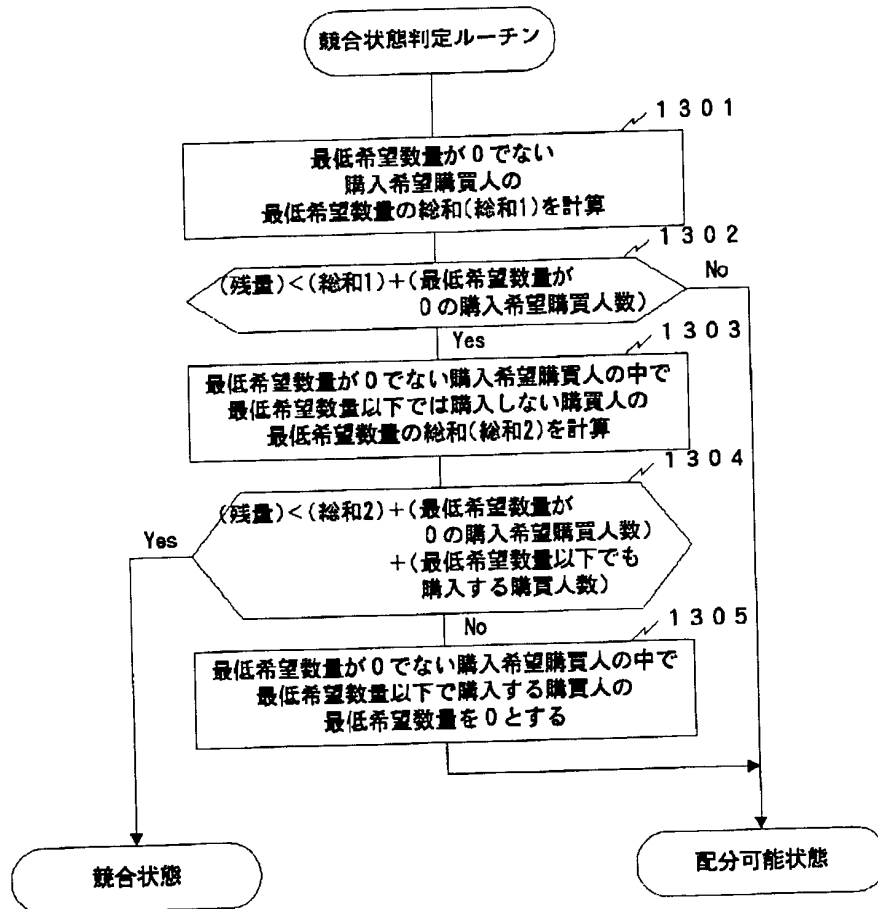 競合状態判定ルーチン
1301
最低希望数量が0でない
購入希望購買人の
最低希望数量の総和(総和1)を計算
1302
(残量)<(総和1)+(最低希望数量が
0の購入希望購買人数)
No
Yes
1303
最低希望数量が0でない購入希望購買人の中で
最低希望数量以下では購入しない購買人の
最低希望数量の総和(総和2)を計算
1304
(残量)<(総和2)+(最低希望数量が
0の購入希望購買人数)
+(最低希望数量以下でも
購入する購買人数)
Yes
No
1305
最低希望数量が0でない購入希望購買人の中で
最低希望数量以下で購入する購買人の
最低希望数量を0とする
競合状態
配分可能状態